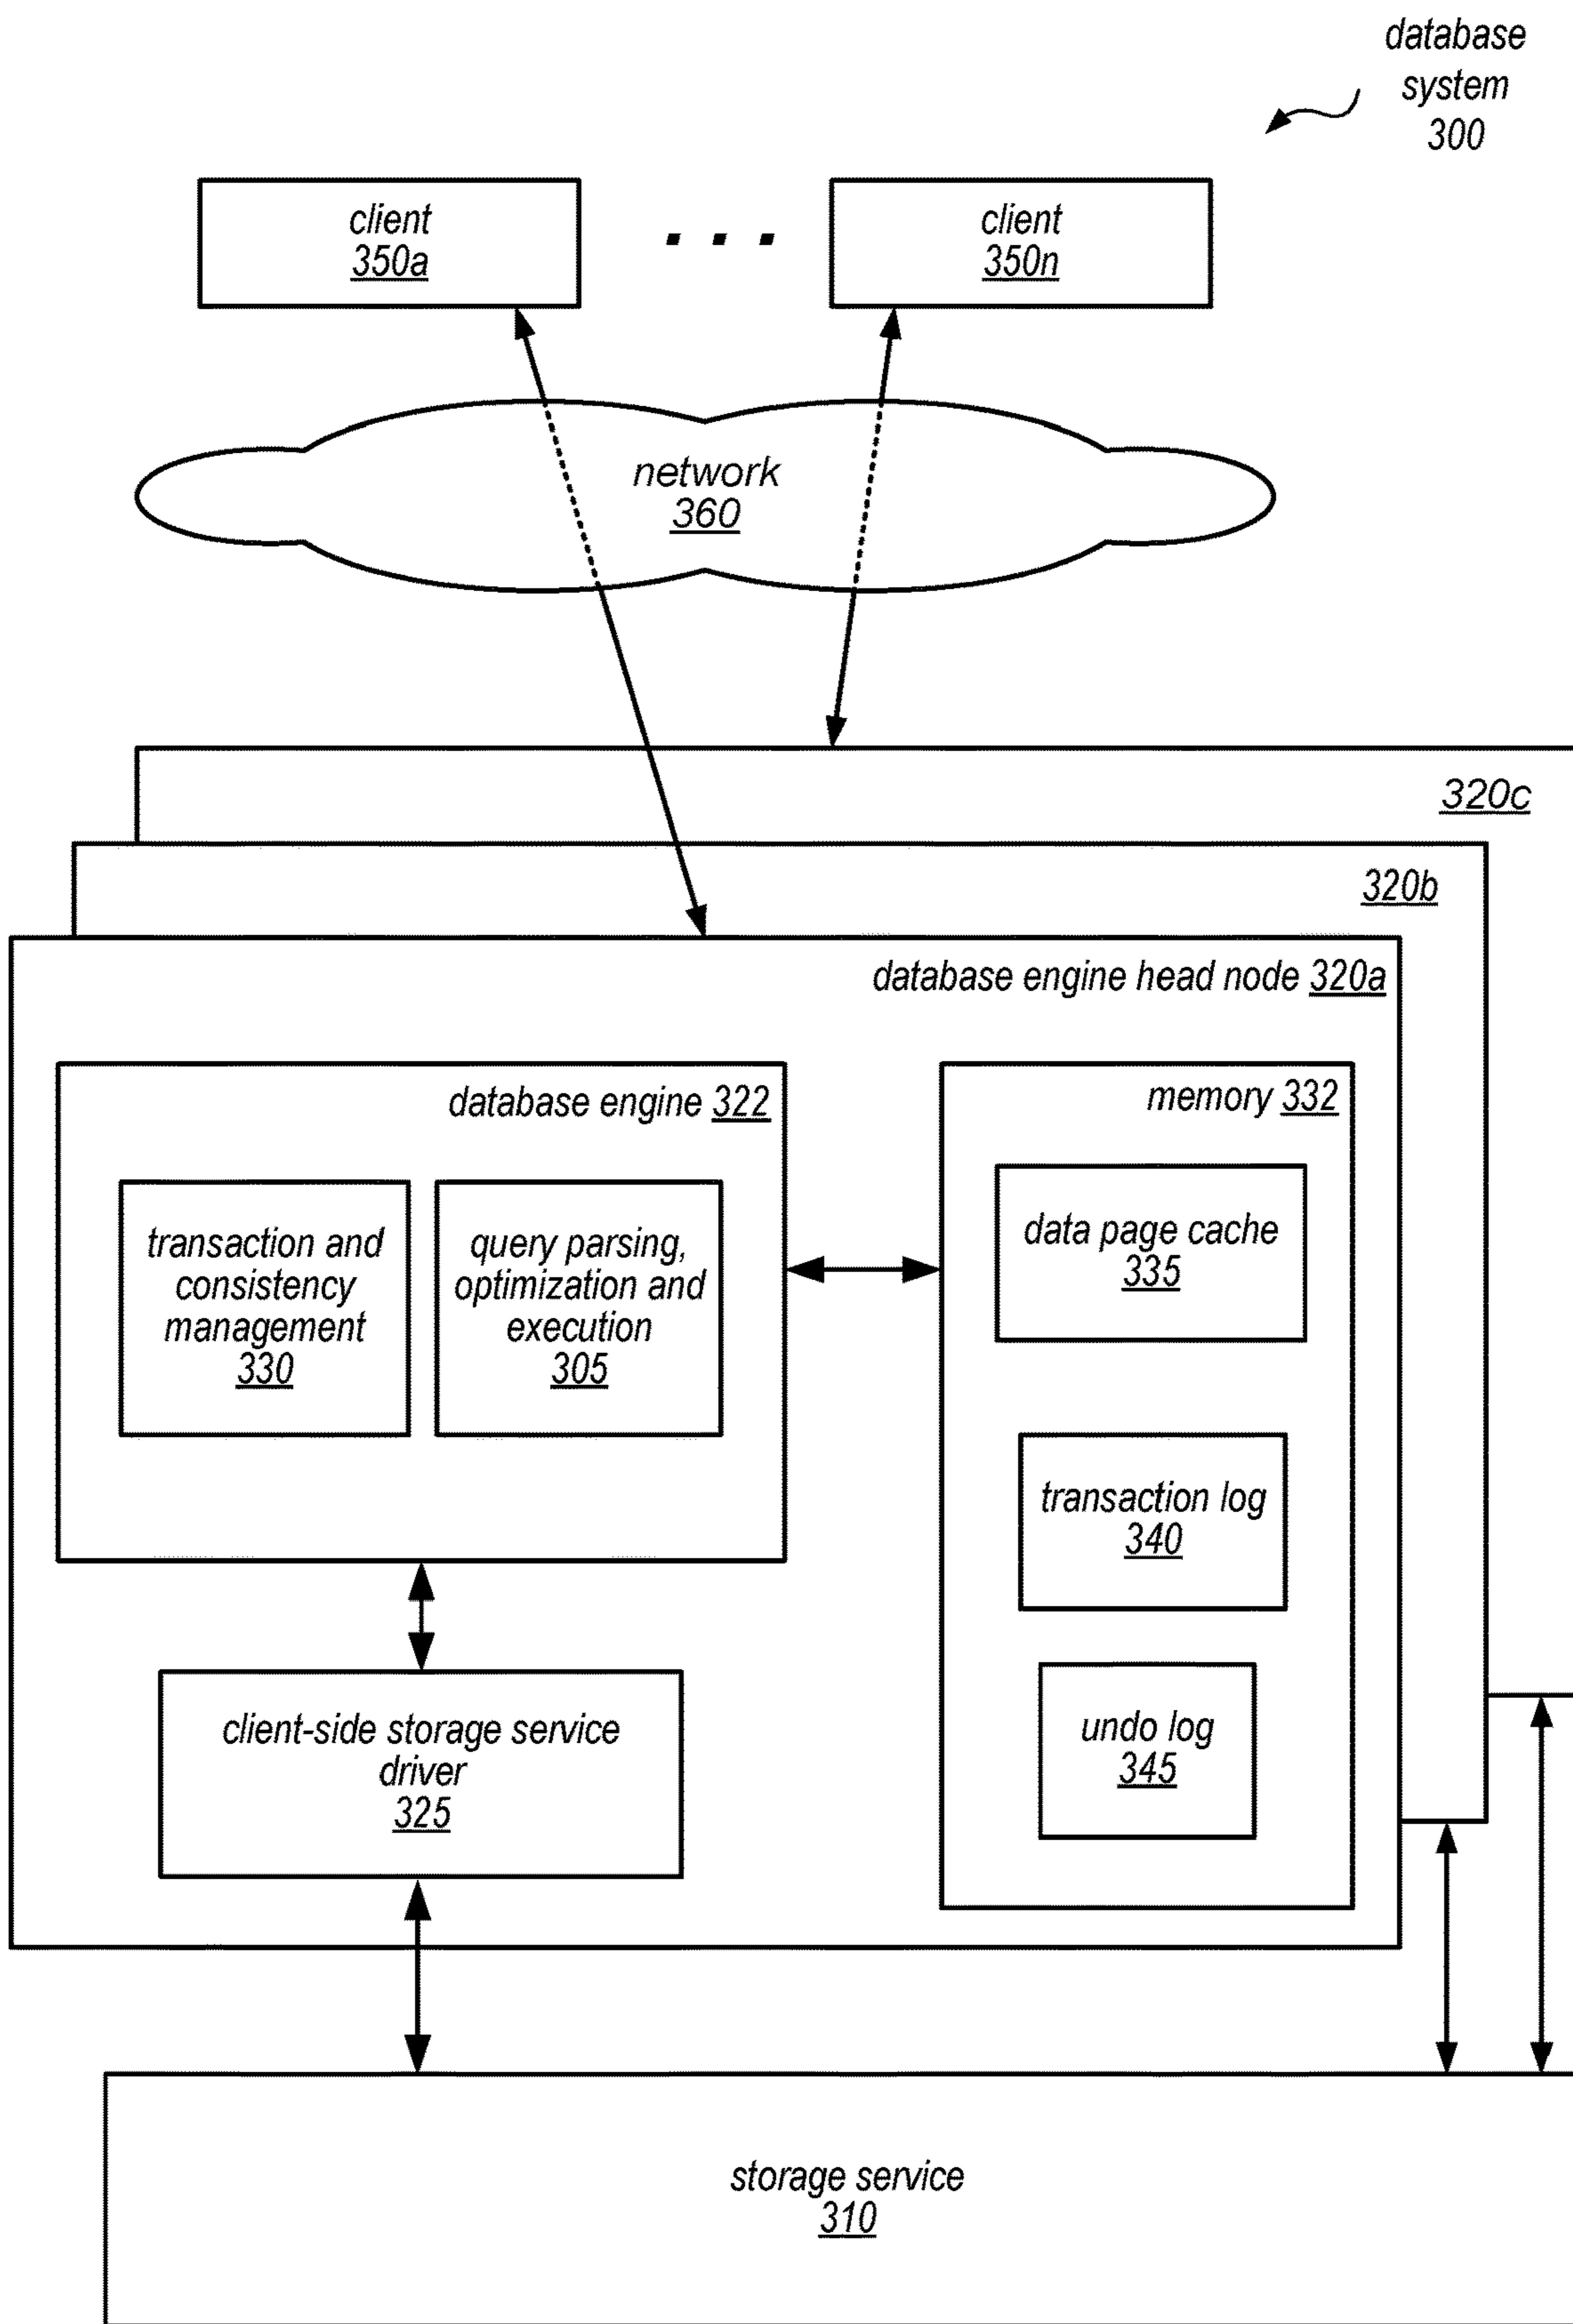 database
system
300
client
350a
. . .
client
350n
network
360
320c
320b
database engine head node 320a
database engine 322
transaction and
consistency
management
330
query parsing,
optimization and
execution
305
memory 332
data page cache
335
transaction log
340
undo log
345
client-side storage service
driver
325
storage service
310